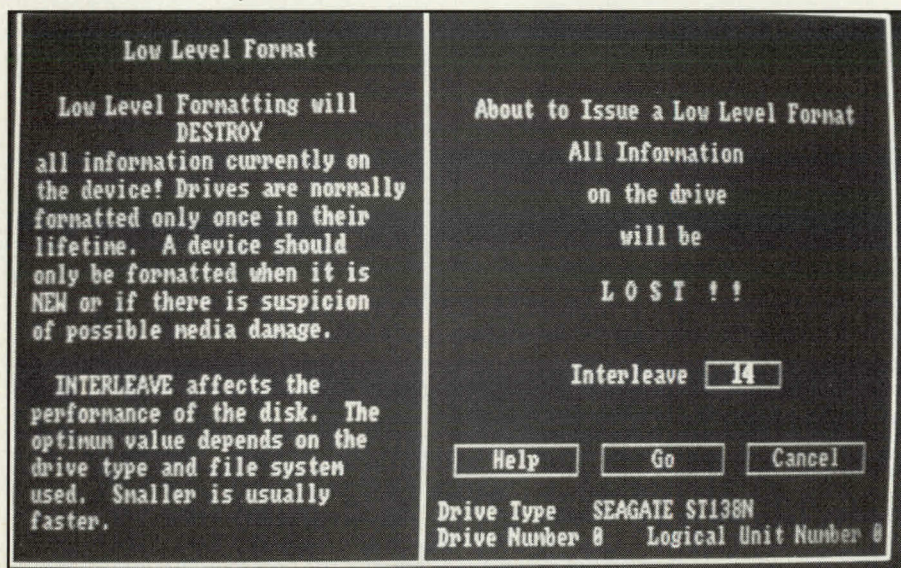 Low Level Format
Low Level Formatting will
DESTROY
all information currently on
the device! Drives are normally
formatted only once in their
lifetime. A device should
only be formatted when it is
NEW or if there is suspicion
of possible media damage.
INTERLEAVE affects the
performance of the disk. The
optimum value depends on the
drive type and file system
used. Smaller is usually
faster.
About to Issue a Low Level Format
All Information
on the drive
will be
L O S T ! !
Interleave 14
Help Go Cancel
Drive Type SEAGATE ST138N
Drive Number 0 Logical Unit Number 0